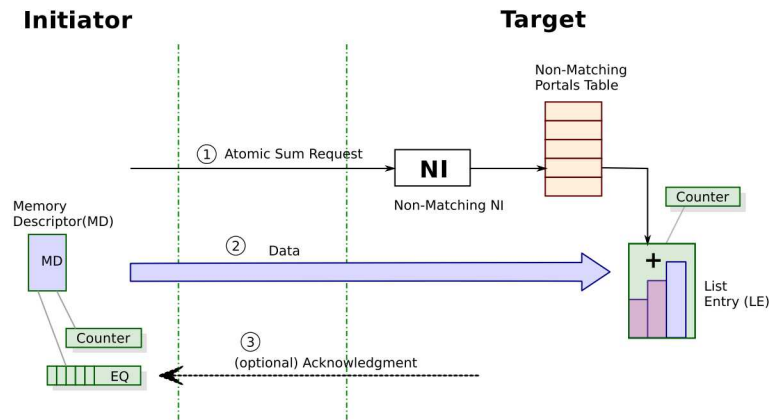 Initiator
Target
Non-Matching
Portals Table
1 Atomic Sum Request
NI
Non-Matching NI
Counter
Memory
Descriptor(MD)
MD
2 Data
+
List
Entry (LE)
Counter
3
(optional) Acknowledgment
EQ